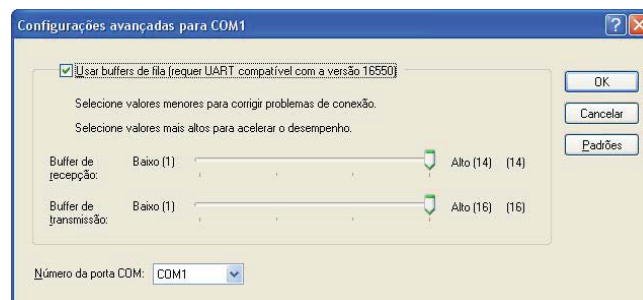 Configurações avançadas para COM1
Usar buffers de fila (requer UART compatível com a versão 16550)
OK
Selecione valores menores para corrigir problemas de conexão.
Cancelar
Selecione valores mais altos para acelerar o desempenho.
Padrões
Buffer de recepção: Baixo (1) Alto (14) (14)
Buffer de transmissão: Baixo (1) Alto (16) (16)
Número da porta COM: COM1